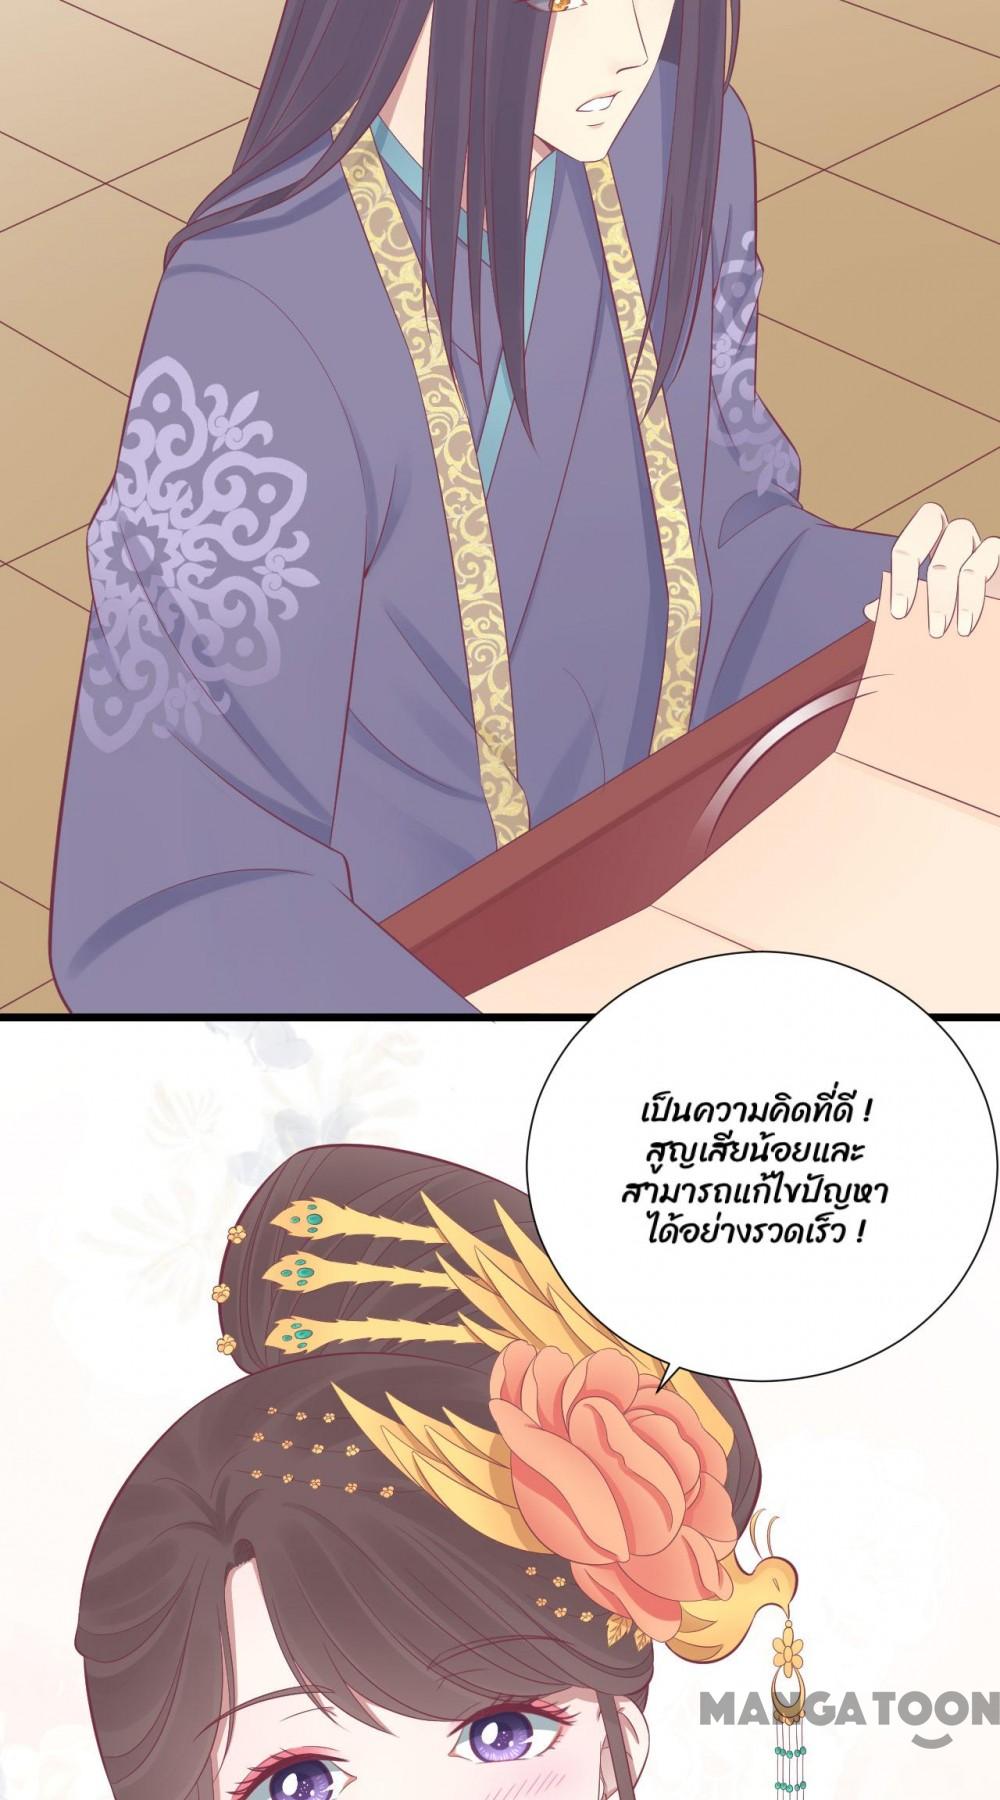 เป็นความคิดที่ดี !
สูญเสียน้อยและ
สามารถแก้ไขปัญหา
ได้อย่างรวดเร็ว !
MANGATOON